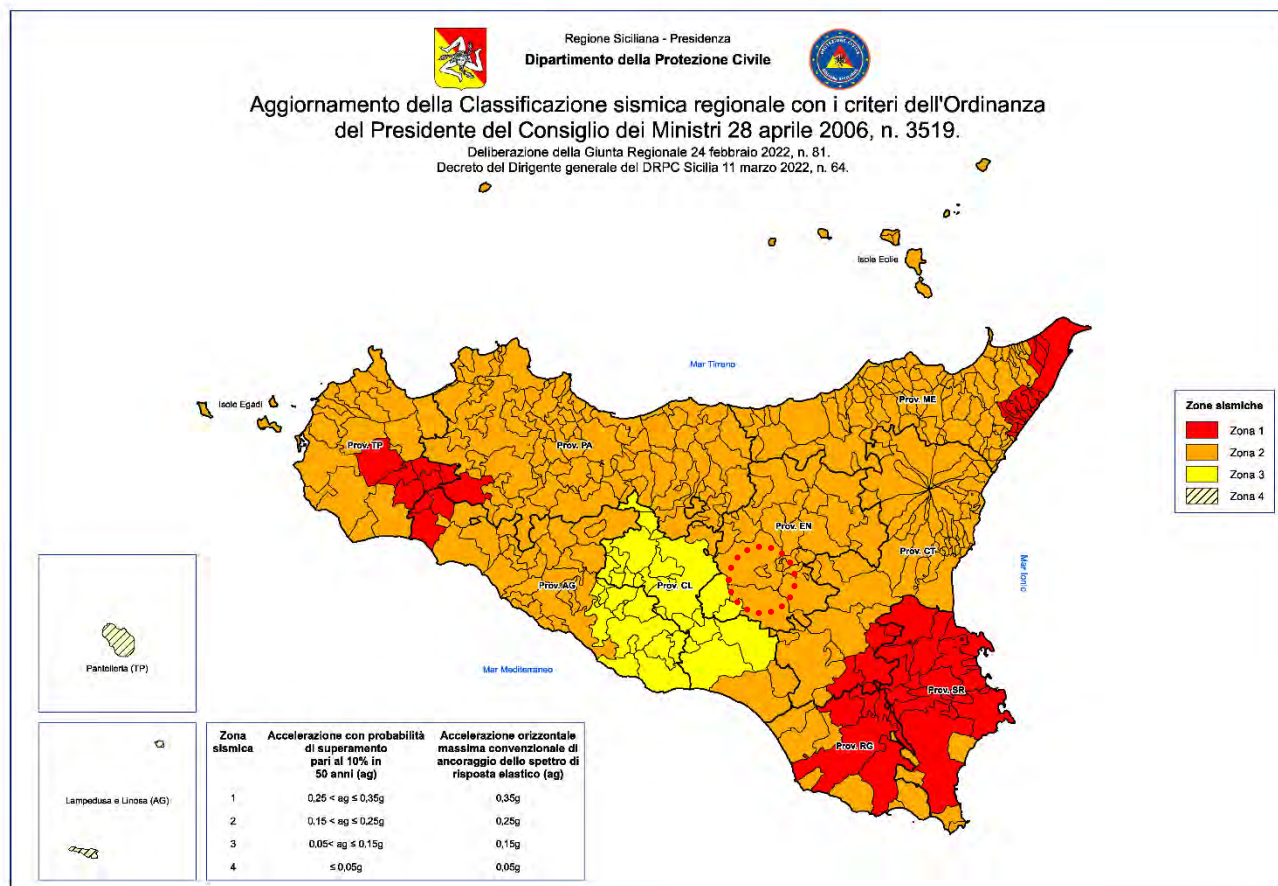 Regione Siciliana - Presidenza
Dipartimento della Protezione Civile
Aggiornamento della Classificazione sismica regionale con i criteri dell'Ordinanza
del Presidente del Consiglio dei Ministri 28 aprile 2006, n. 3519.
Deliberazione della Giunta Regionale 24 febbraio 2022, n. 81.
Decreto del Dirigente generale del DRPC Sicilia 11 marzo 2022, n. 64.
Isole Eolie
Mar Tirreno
Isole Egadi
Prov. ME
Prov. TP
Prov. PA
Prov. EN
Prov. CT
Mar Ionio
Prov. AG
Prov. CL
Mar Mediterraneo
Prov. SR
Prov. RG
Zone sismiche
Zona 1
Zona 2
Zona 3
Zona 4
Pantelleria (TP)
Lampedusa e Linosa (AG)
Zona sismica
Accelerazione con probabilità di superamento pari al 10% in 50 anni (ag)
Accelerazione orizzontale massima convenzionale di ancoraggio dello spettro di risposta elastico (ag)
1 0,25 < ag ≤ 0,35g 0,35g
2 0,15 < ag ≤ 0,25g 0,25g
3 0,05< ag ≤ 0,15g 0,15g
4 ≤ 0,05g 0,05g